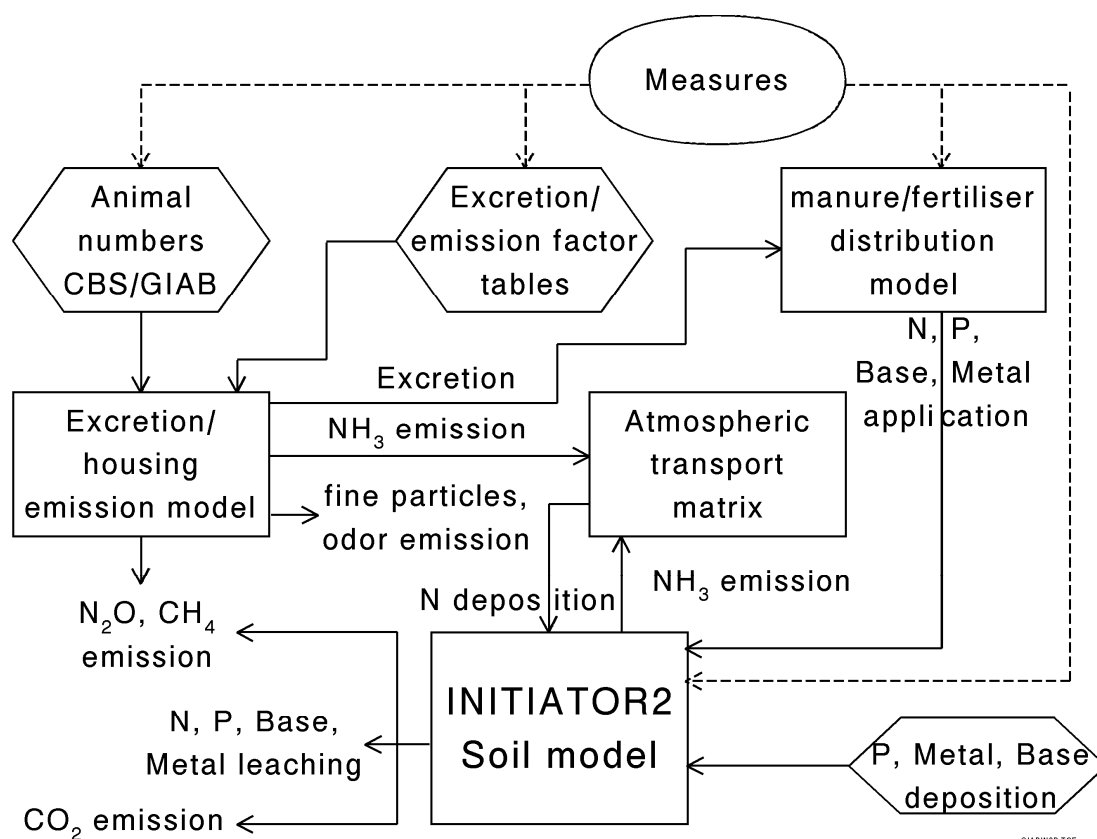 Measures
Animal
numbers
CBS/GIAB
Excretion/
emission factor
tables
manure/fertiliser
distribution
model
N, P,
Base, Metal
application
Excretion
NH₃ emission
Excretion/
housing
emission model
Atmospheric
transport
matrix
fine particles,
odor emission
N deposition
NH₃ emission
N₂O, CH₄
emission
INITIATOR2
Soil model
N, P, Base,
Metal leaching
P, Metal, Base
deposition
CO₂ emission